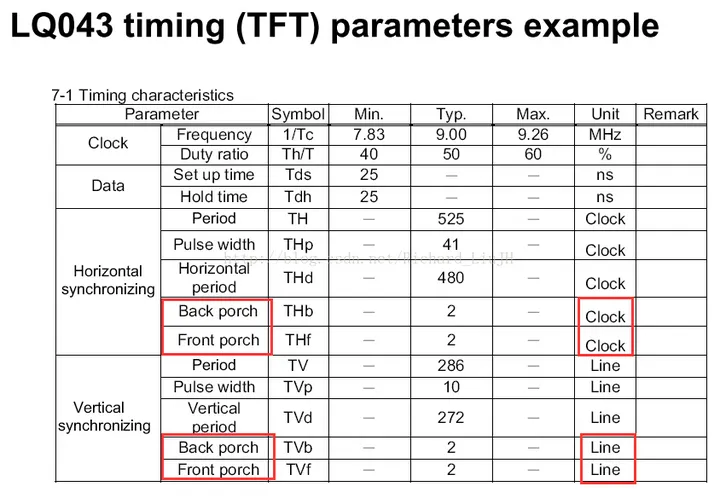 LQ043 timing (TFT) parameters example
7-1 Timing characteristics
Parameter Symbol Min. Typ. Max. Unit Remark
Clock Frequency 1/Tc 7.83 9.00 9.26 MHz
Duty ratio Th/T 40 50 60 %
Data Set up time Tds 25 — — ns
Hold time Tdh 25 — — ns
Horizontal synchronizing Period TH — 525 — Clock
Pulse width THp — 41 — Clock
http://blog.csdn.net/Richard_LiuJH
Horizontal period THd — 480 — Clock
Back porch THb — 2 — Clock
Front porch THf — 2 — Clock
Vertical synchronizing Period TV — 286 — Line
Pulse width TVp — 10 — Line
Vertical period TVd — 272 — Line
Back porch TVb — 2 — Line
Front porch TVf — 2 — Line